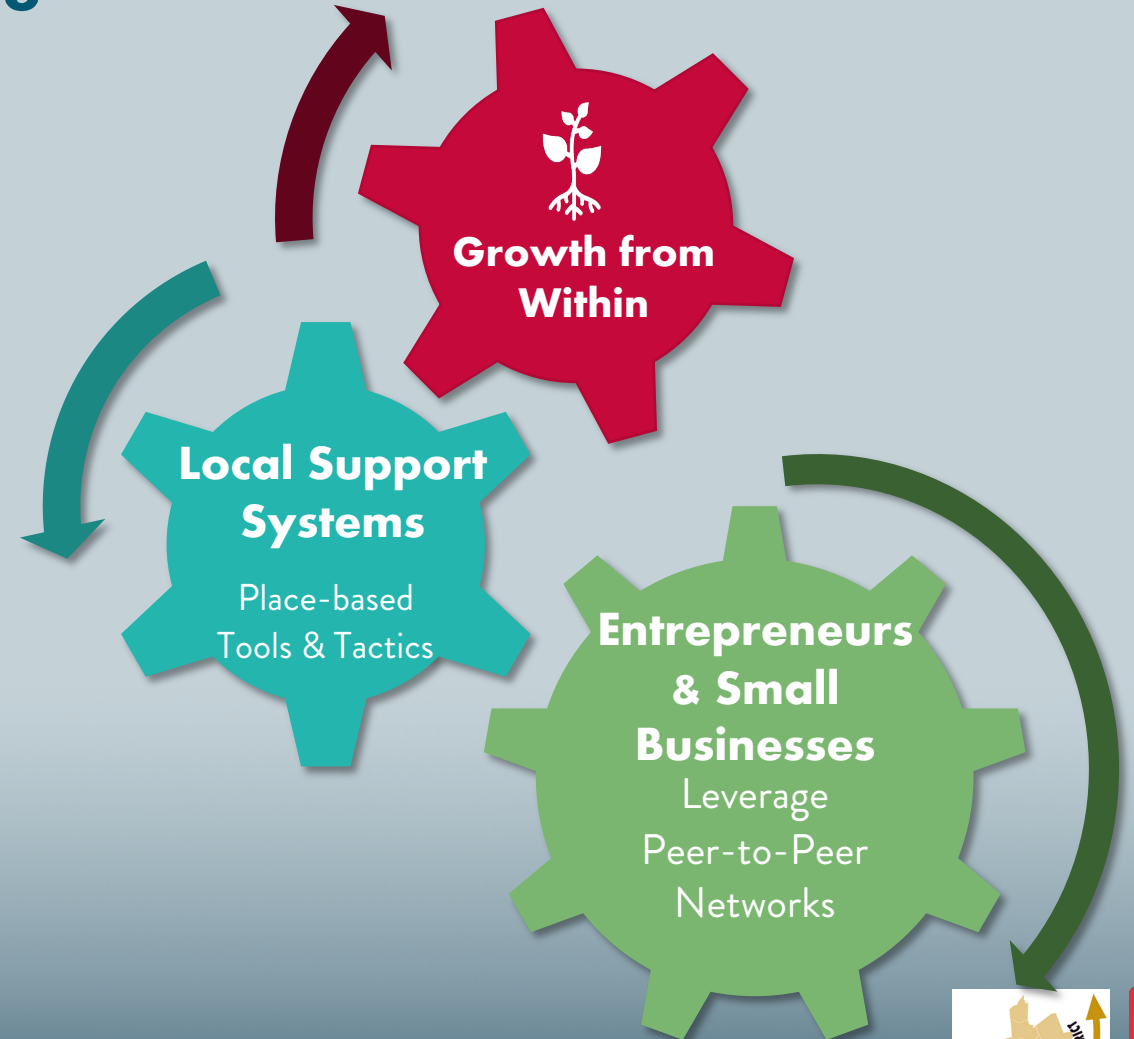 Growth from
Within
Local Support
Systems
Place-based
Tools & Tactics
Entrepreneurs
& Small
Businesses
Leverage
Peer-to-Peer
Networks